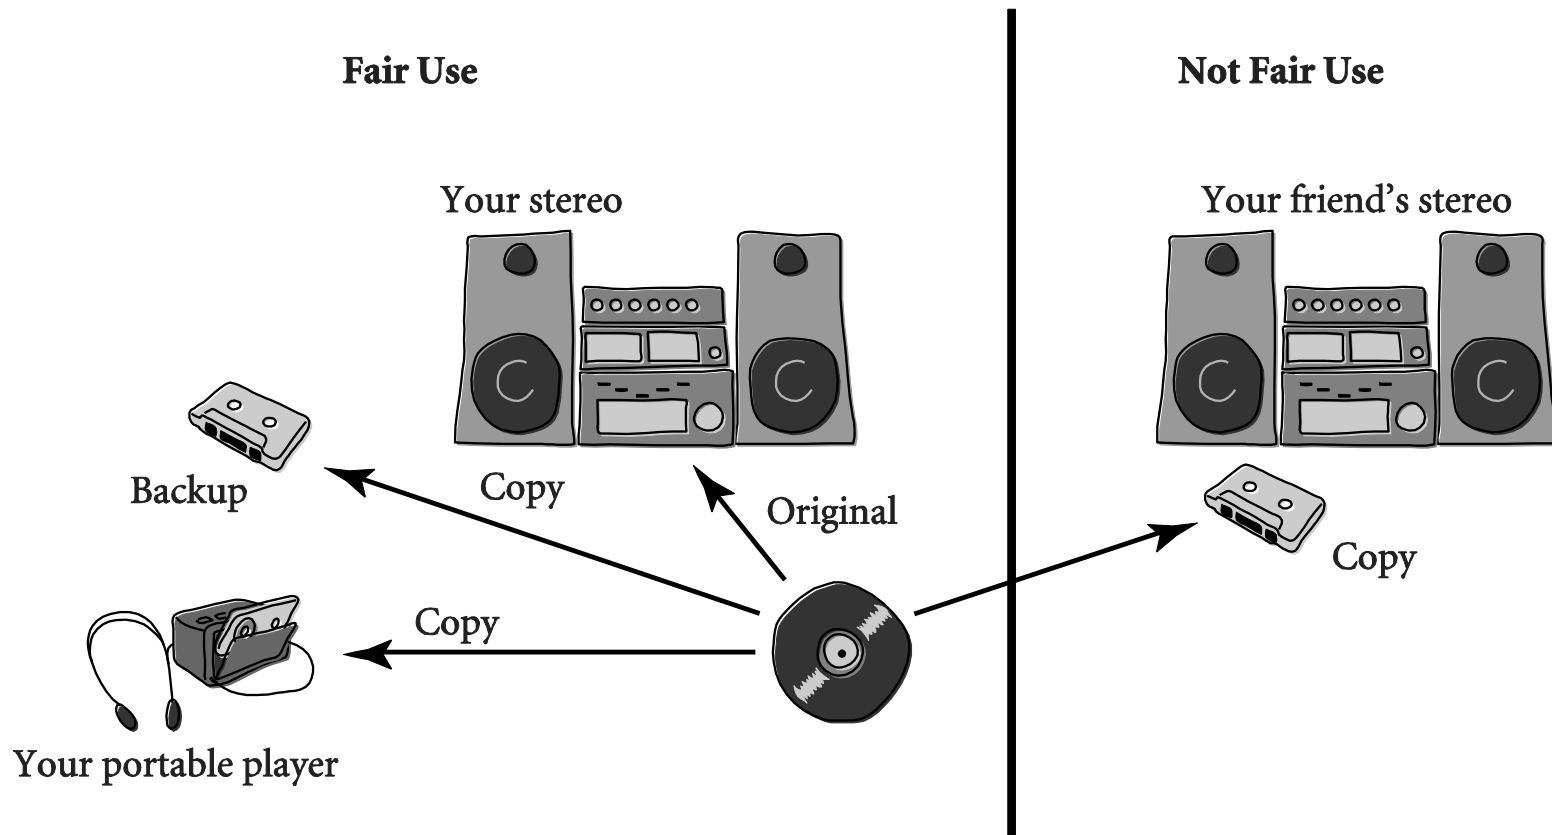 Fair Use
Not Fair Use
Your stereo
Your friend’s stereo
Backup
Copy
Original
Copy
Copy
Your portable player